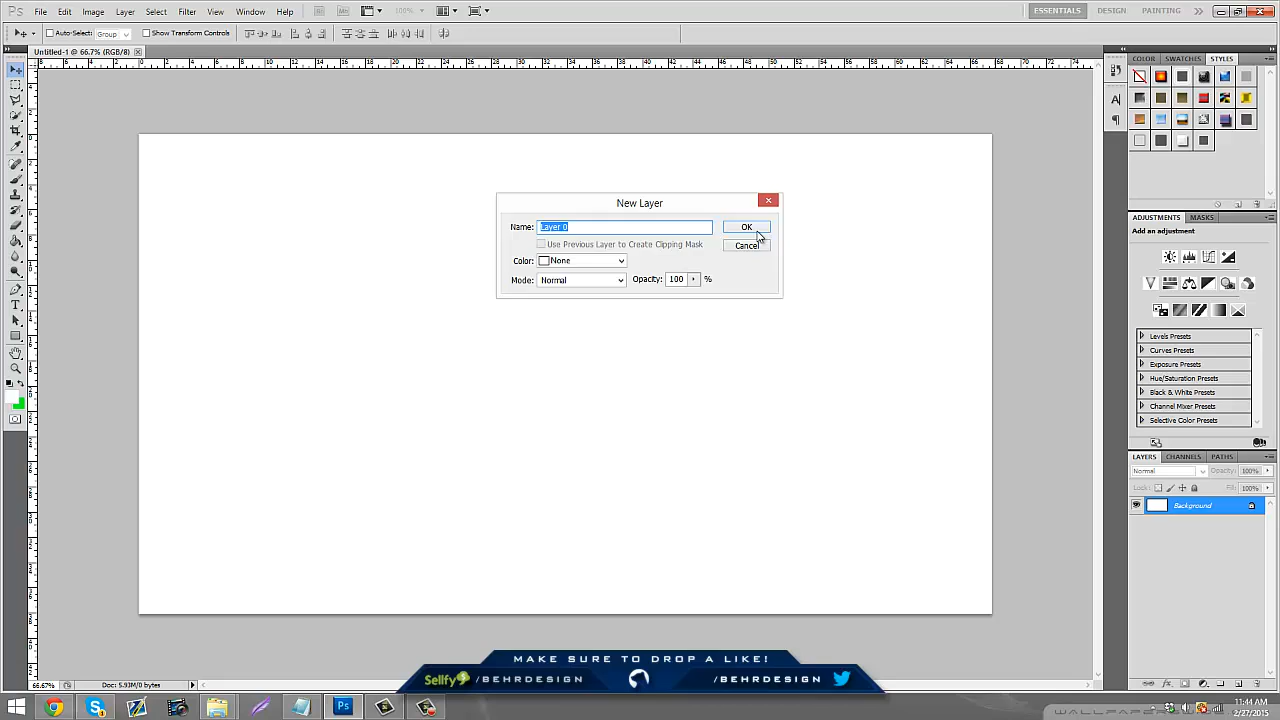 Ps File Edit Image Layer Select Filter View Window Help Br Mb 100% ESSENTIALS DESIGN PAINTING
Auto-Select: Group Show Transform Controls
Untitled-1 @ 66.7% (RGB/8)
New Layer
Name: Layer 0 OK
Use Previous Layer to Create Clipping Mask Cancel
Color: None
Mode: Normal Opacity: 100 %
COLOR SWATCHES STYLES
ADJUSTMENTS MASKS
Add an adjustment
Levels Presets
Curves Presets
Exposure Presets
Hue/Saturation Presets
Black & White Presets
Channel Mixer Presets
Selective Color Presets
LAYERS CHANNELS PATHS
Normal Opacity: 100%
Lock: Fill: 100%
Background
MAKE SURE TO DROP A LIKE!
Sellfy /BEHRDESIGN /BEHRDESIGN
66.67% Doc: 5.93M/0 bytes
Ps
11:44 AM
2/27/2015